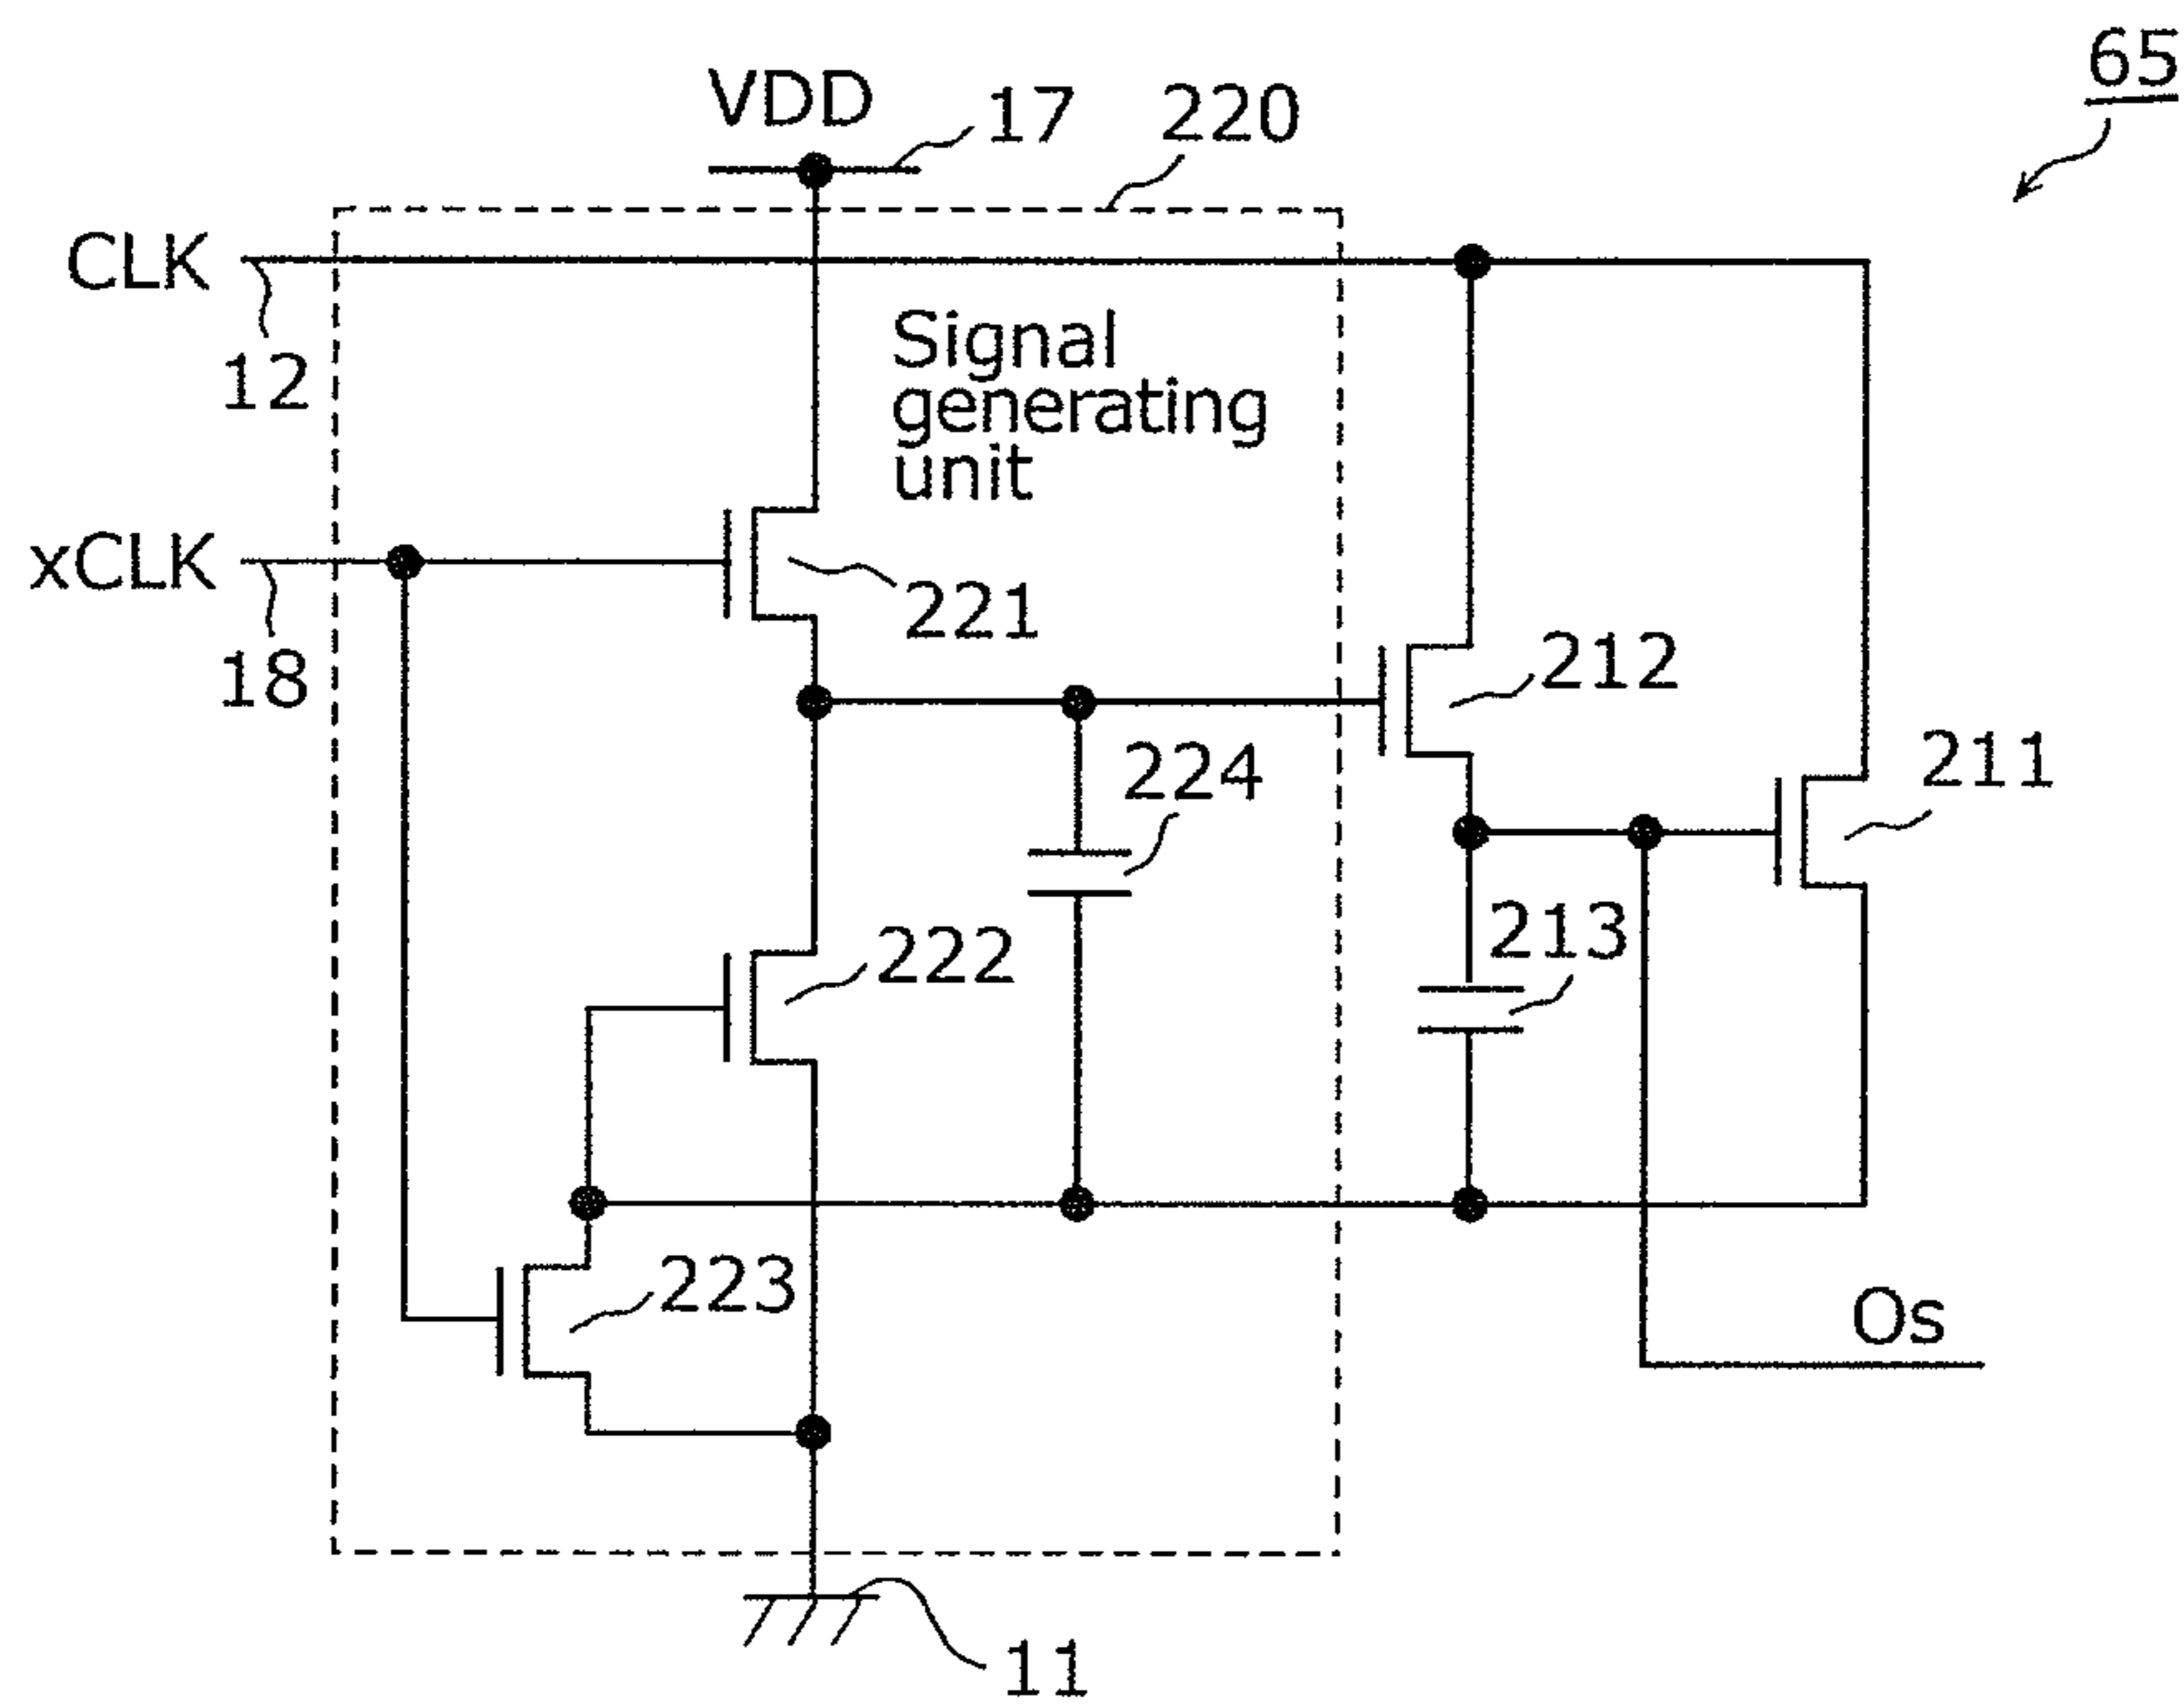 65
VDD
17
220
CLK
12
Signal
generating
unit
xCLK
18
221
212
224
211
222
213
223
Os
11